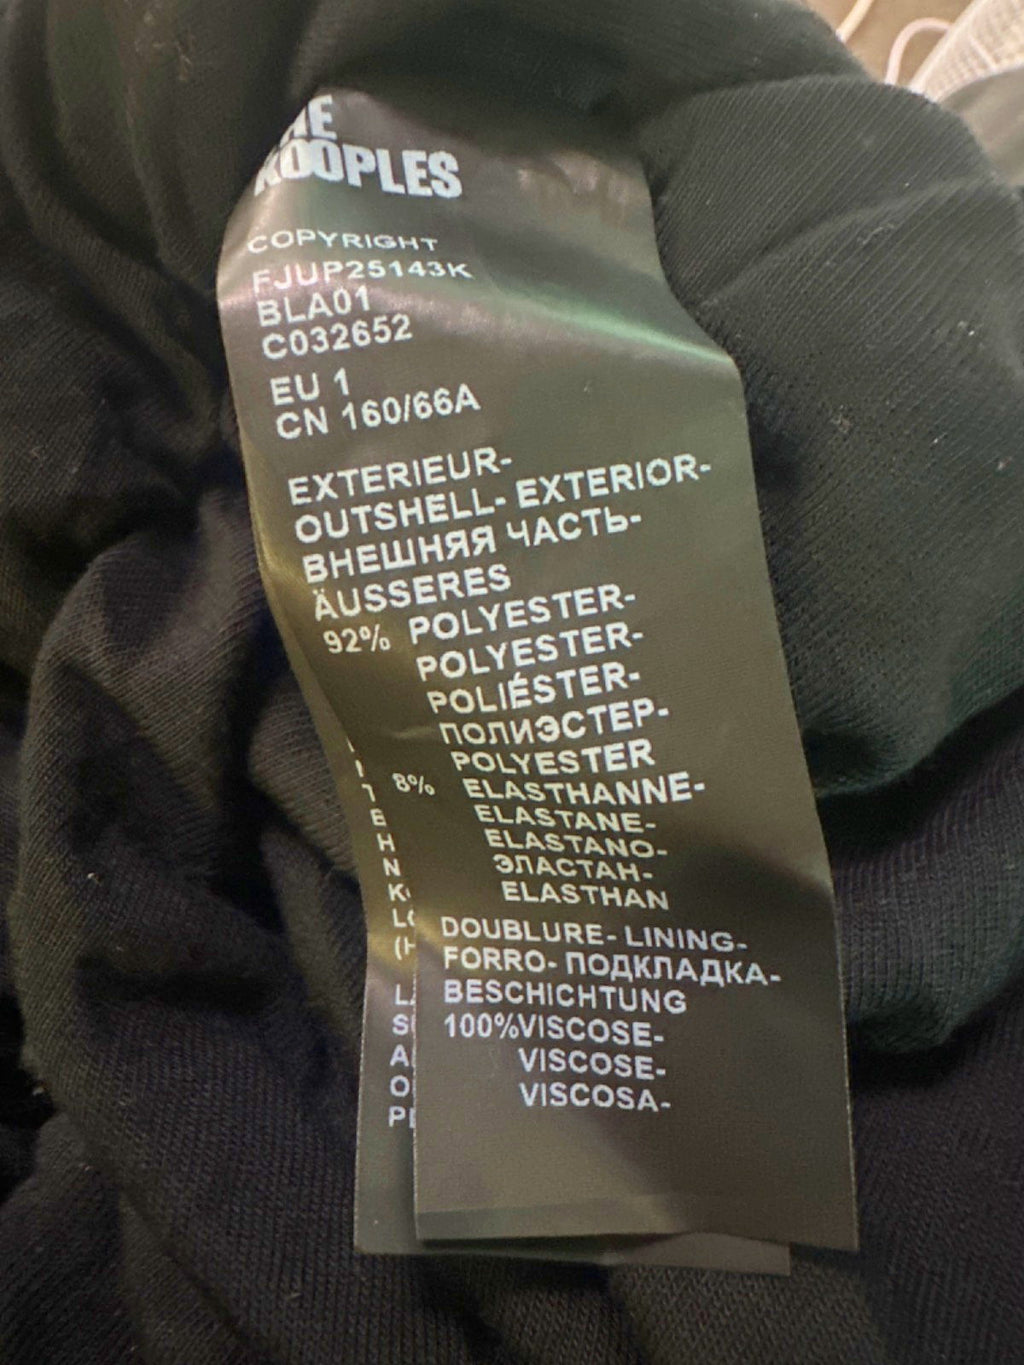 THE
KOOPLES
COPYRIGHT
FJUP25143K
BLA01
C032652
EU 1
CN 160/66A
EXTERIEUR-
OUTSHELL- EXTERIOR-
ВНЕШНЯЯ ЧАСТЬ-
ÄUSSERES
92% POLYESTER-
POLYESTER-
POLIÉSTER-
ПОЛИЭСТЕР-
POLYESTER
8% ELASTHANNE-
ELASTANE-
ELASTANO-
ЭЛАСТАН-
ELASTHAN
DOUBLURE- LINING-
FORRO- ПОДКЛАДКА-
BESCHICHTUNG
100%VISCOSE-
VISCOSE-
VISCOSA-